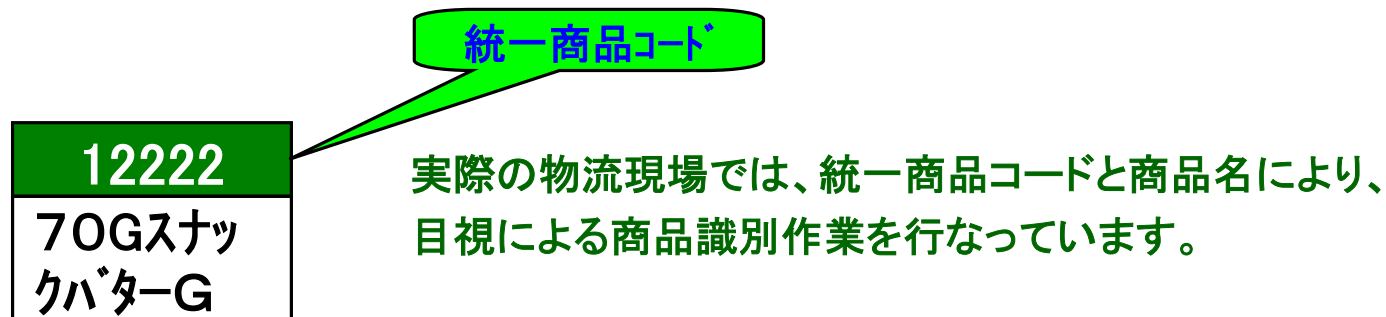 統一商品ｺｰﾄﾞ
12222
70Gｽﾅｯ
ｸﾊﾞﾀｰG
実際の物流現場では、統一商品コードと商品名により、
目視による商品識別作業を行なっています。